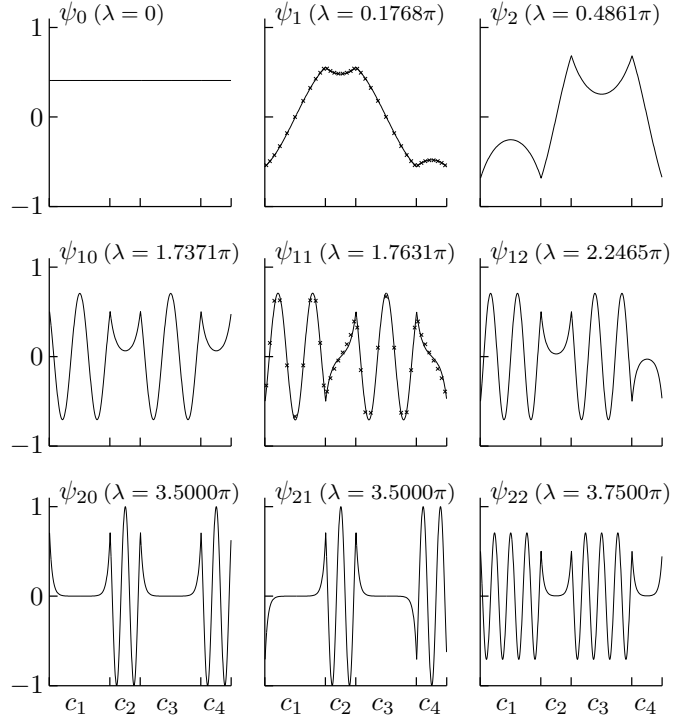 ψ₀ (λ = 0) ψ₁ (λ = 0.1768π) ψ₂ (λ = 0.4861π)
1
0
−1
ψ₁₀ (λ = 1.7371π) ψ₁₁ (λ = 1.7631π) ψ₁₂ (λ = 2.2465π)
1
0
−1
ψ₂₀ (λ = 3.5000π) ψ₂₁ (λ = 3.5000π) ψ₂₂ (λ = 3.7500π)
1
0
−1
c₁ c₂ c₃ c₄ c₁ c₂ c₃ c₄ c₁ c₂ c₃ c₄